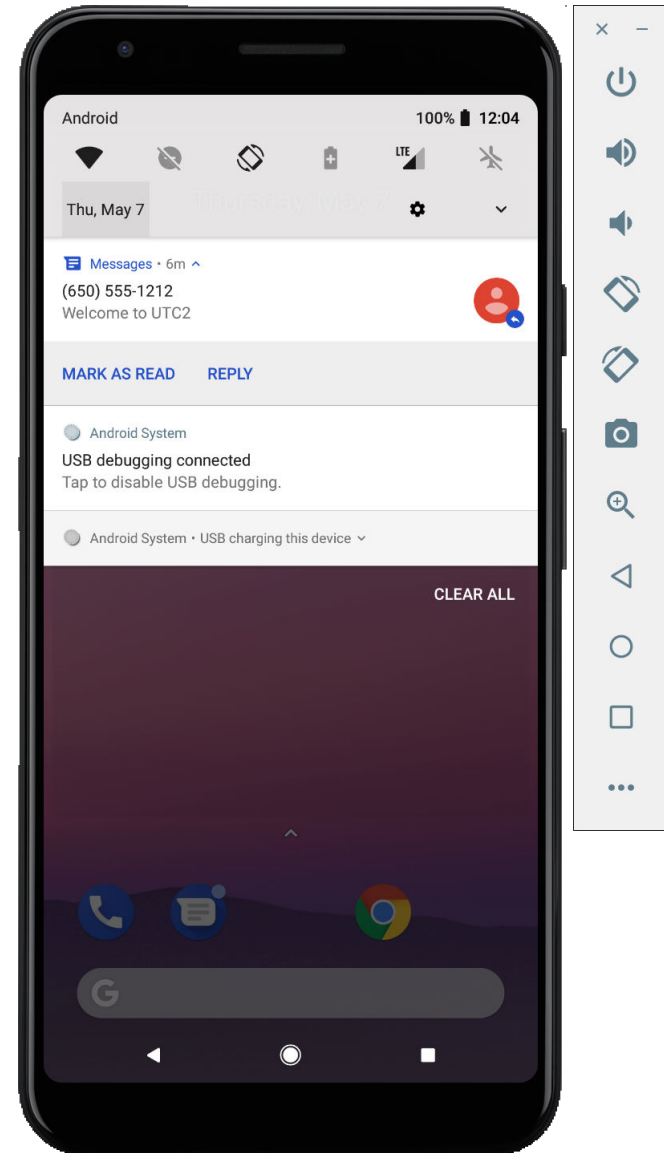 Android 100% 12:04
LTE
Thu, May 7
Messages • 6m
(650) 555-1212
Welcome to UTC2
MARK AS READ REPLY
Android System
USB debugging connected
Tap to disable USB debugging.
Android System • USB charging this device
CLEAR ALL
G